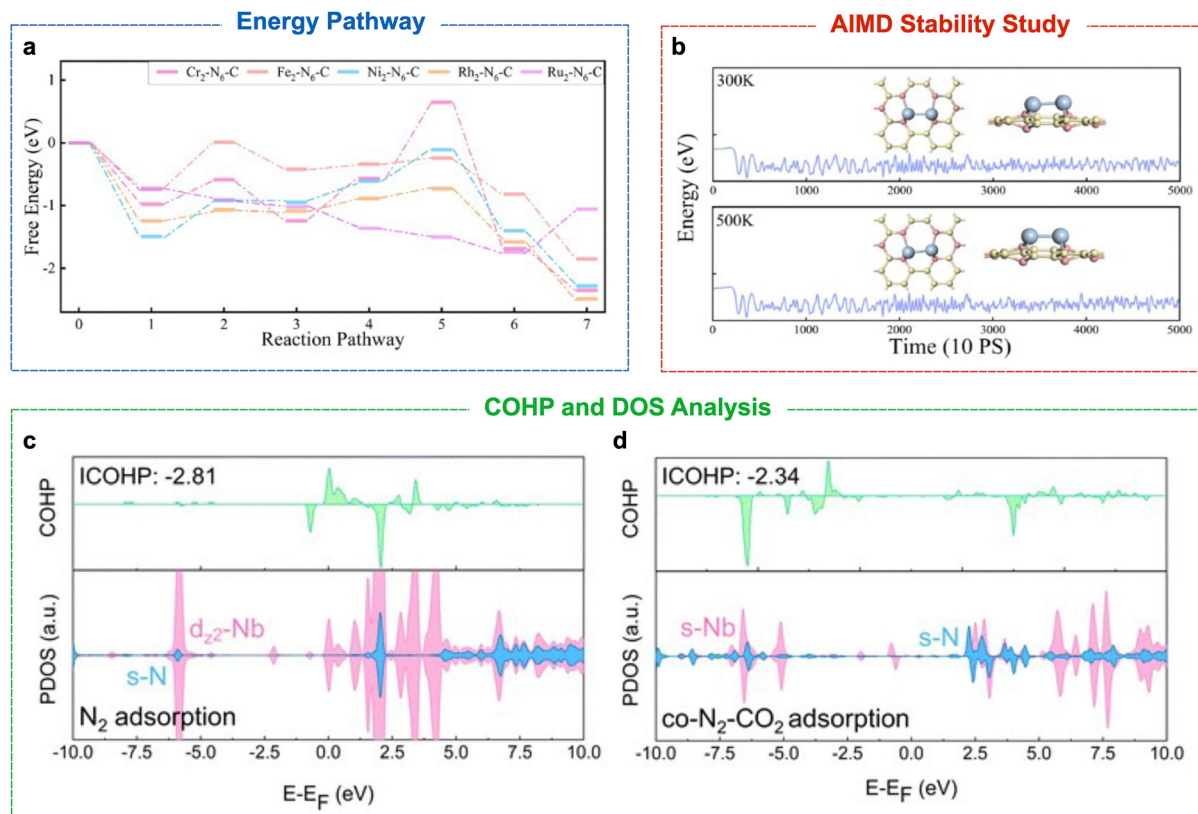 Energy Pathway
a
Cr₂-N₆-C Fe₂-N₆-C Ni₂-N₆-C Rh₂-N₆-C Ru₂-N₆-C
1
0
-1
-2
Free Energy (eV)
0 1 2 3 4 5 6 7
Reaction Pathway
AIMD Stability Study
b
300K
0 1000 2000 3000 4000 5000
500K
0 1000 2000 3000 4000 5000
Energy (eV)
Time (10 PS)
COHP and DOS Analysis
c
ICOHP: -2.81
COHP
PDOS (a.u.)
d_z2-Nb
s-N
N₂ adsorption
-10.0 -7.5 -5.0 -2.5 0.0 2.5 5.0 7.5 10.0
E-E_F (eV)
d
ICOHP: -2.34
COHP
PDOS (a.u.)
s-Nb
s-N
co-N₂-CO₂ adsorption
-10.0 -7.5 -5.0 -2.5 0.0 2.5 5.0 7.5 10.0
E-E_F (eV)